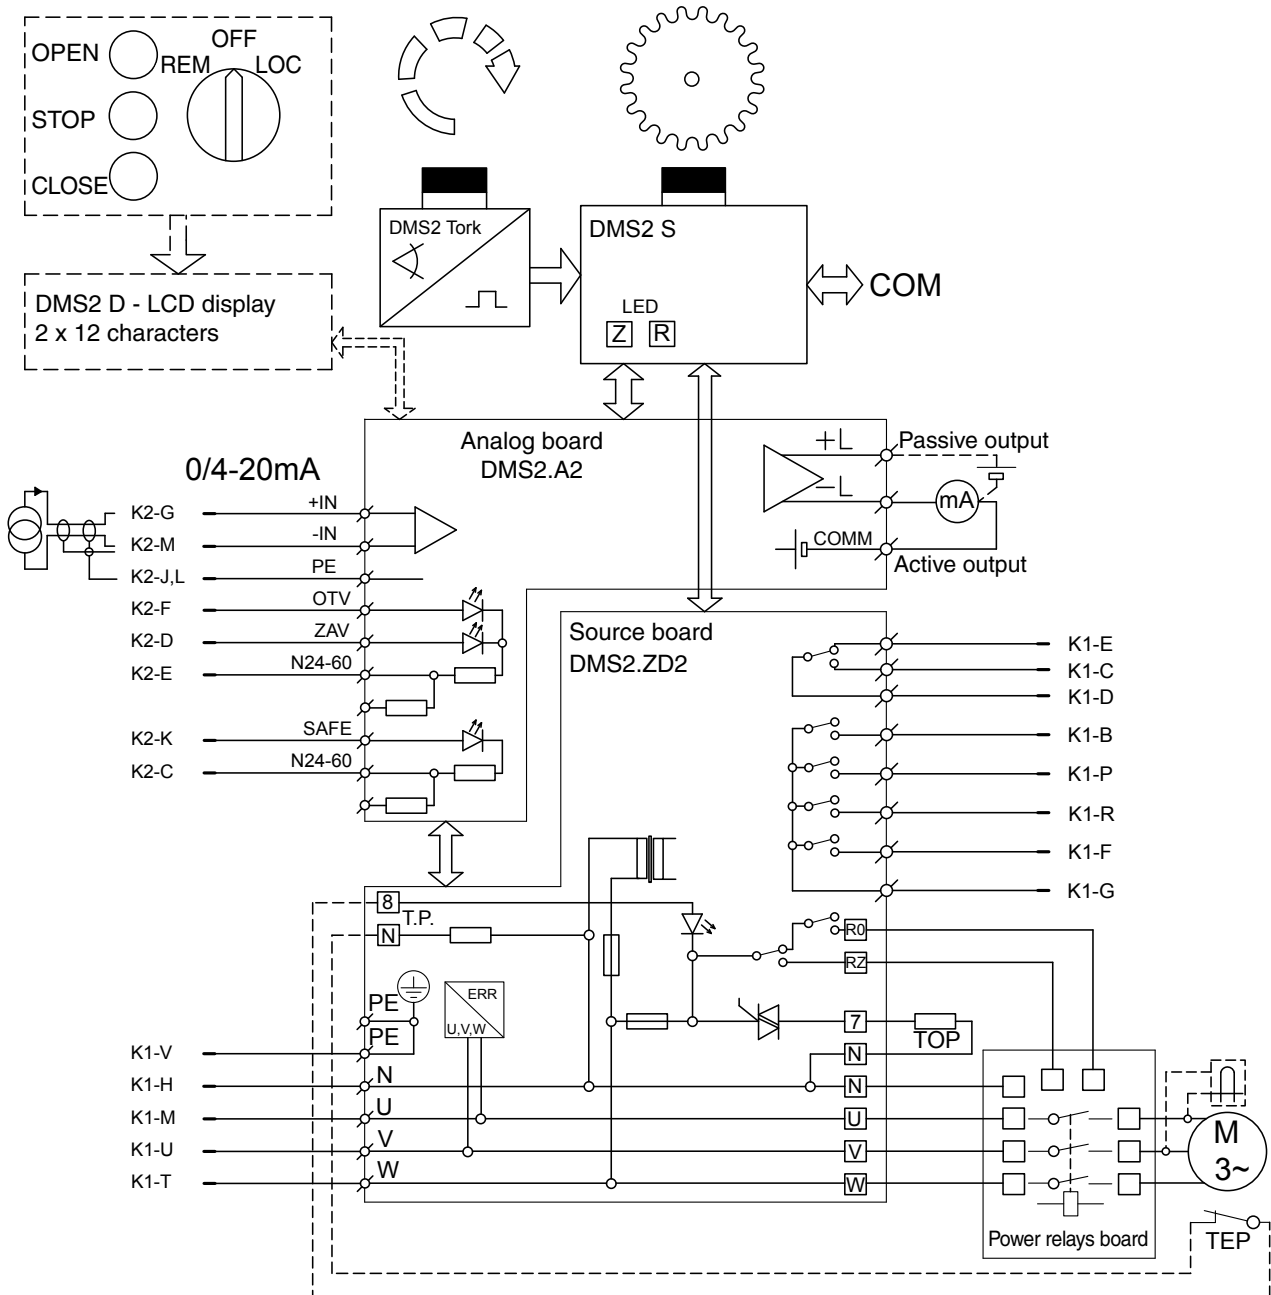 OPEN
OFF
REM
LOC
STOP
CLOSE
DMS2 Tork
DMS2 S
LED
Z R
COM
DMS2 D - LCD display
2 x 12 characters
Analog board
DMS2.A2
+L
-L
COMM
Passive output
mA
Active output
0/4-20mA
K2-G +IN
K2-M -IN
K2-J,L PE
K2-F OTV
K2-D ZAV
K2-E N24-60
K2-K SAFE
K2-C N24-60
Source board
DMS2.ZD2
K1-E
K1-C
K1-D
K1-B
K1-P
K1-R
K1-F
K1-G
8
T.P.
N
R0
RZ
PE
ERR
U,V,W
PE
7
TOP
N
K1-V
K1-H N N
K1-M U U
K1-U V V
K1-T W W
M
3~
Power relays board
TEP